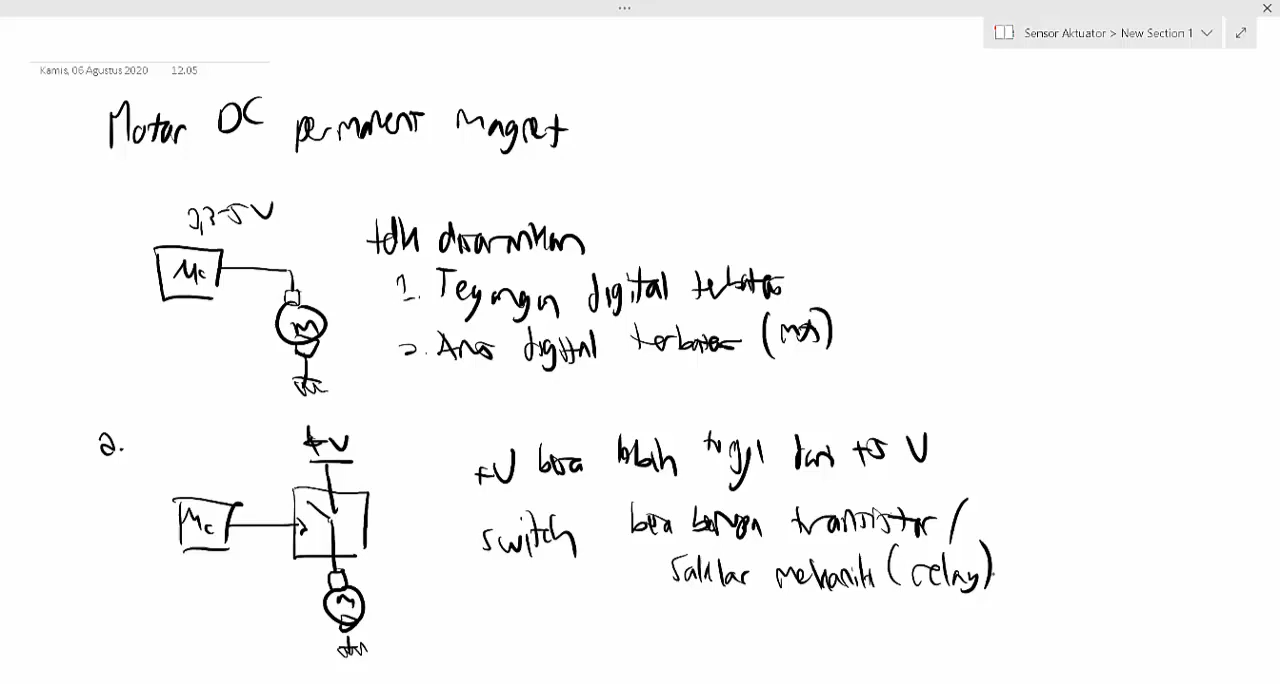 Sensor Aktuator > New Section 1
Kamis, 06 Agustus 2020 12.05
Motor DC permanent magnet
3,3-5 V
Mc
M
tdk disarankan
1. Tegangan digital terbatas
2. Arus digital terbatas (mA)
2.
+V
Mc
M
+V bisa lebih tinggi dari +5 V
switch bisa berupa transistor /
saklar mekanik (relay)